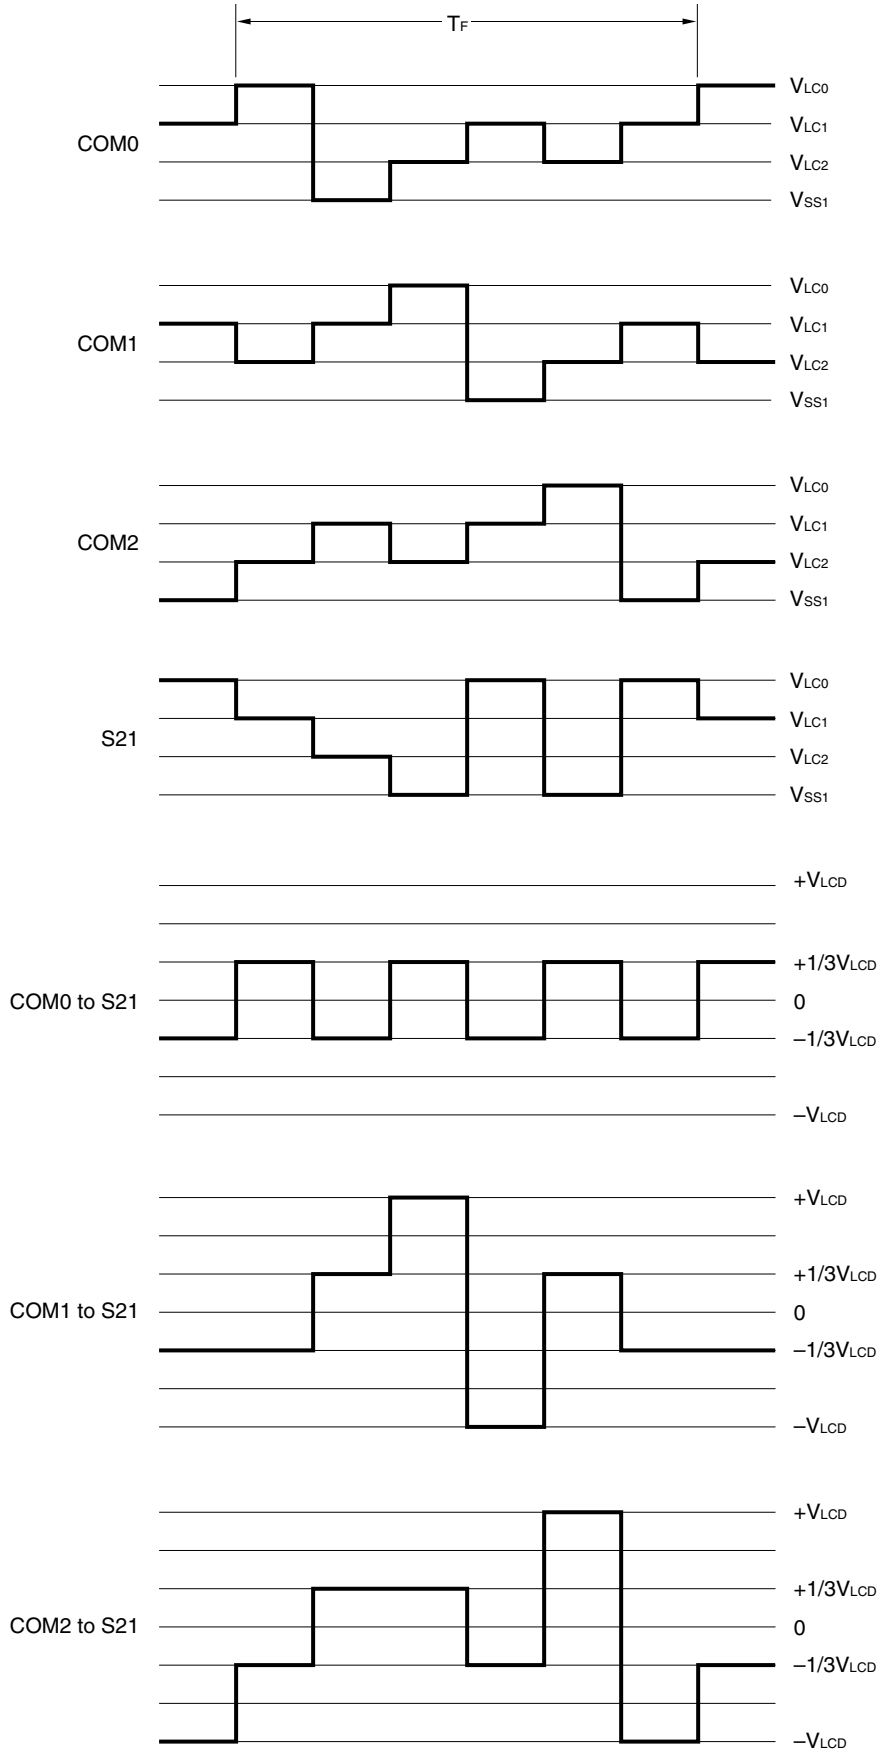 TF
COM0
VLC0
VLC1
VLC2
VSS1
COM1
VLC0
VLC1
VLC2
VSS1
COM2
VLC0
VLC1
VLC2
VSS1
S21
VLC0
VLC1
VLC2
VSS1
COM0 to S21
+VLCD
+1/3VLCD
0
–1/3VLCD
–VLCD
COM1 to S21
+VLCD
+1/3VLCD
0
–1/3VLCD
–VLCD
COM2 to S21
+VLCD
+1/3VLCD
0
–1/3VLCD
–VLCD